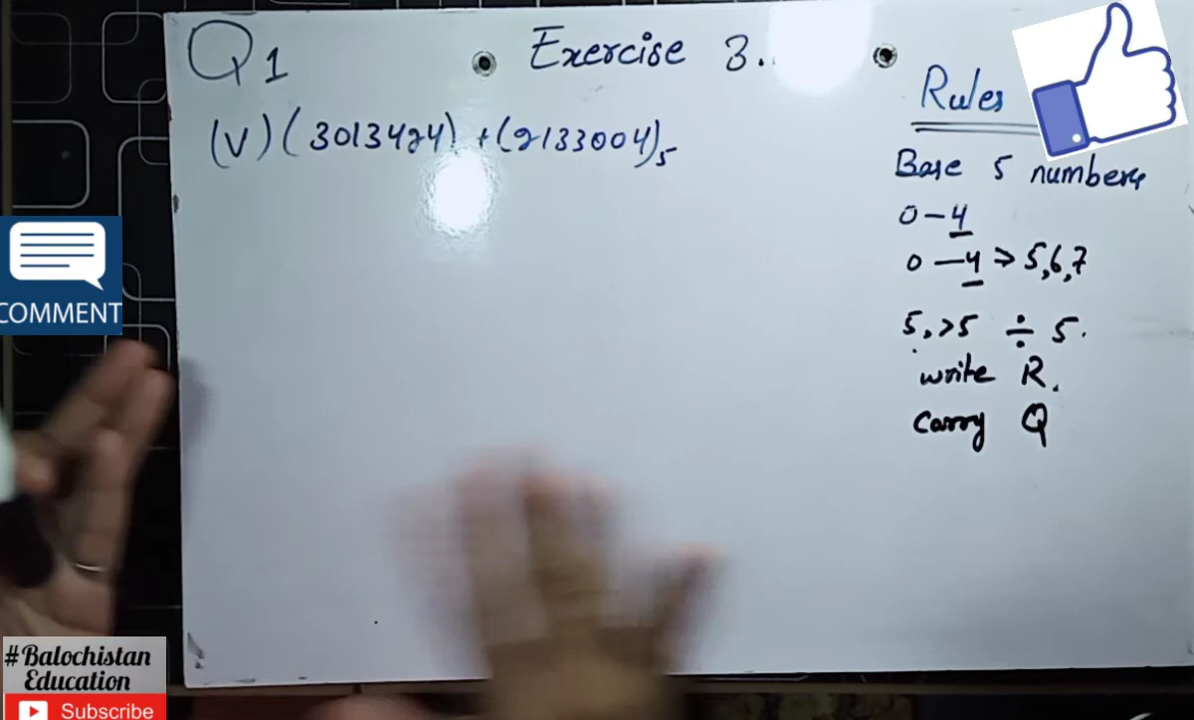 Q1
Exercise 3.
(V) (3013424) + (2133004)5
Rules
Base 5 numbers
0-4
0-4 > 5,6,7
5, >5 ÷ 5.
write R.
Carry Q
COMMENT
#Balochistan
Education
Subscribe